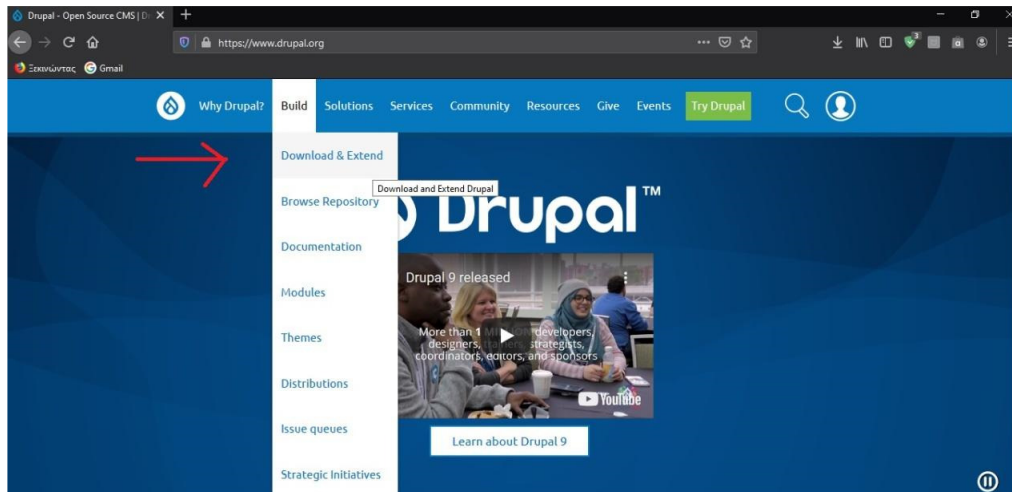 Drupal - Open Source CMS | Dr
https://www.drupal.org
3
Ξεκινώντας Gmail
Why Drupal? Build Solutions Services Community Resources Give Events Try Drupal
Download & Extend
Download and Extend Drupal
Browse Repository
Drupal™
Documentation
Drupal 9 released
Modules
More than 1 MILLION developers,
designers, trainers, strategists,
coordinators, editors, and sponsors
Themes
Distributions
YouTube
Issue queues
Learn about Drupal 9
Strategic Initiatives